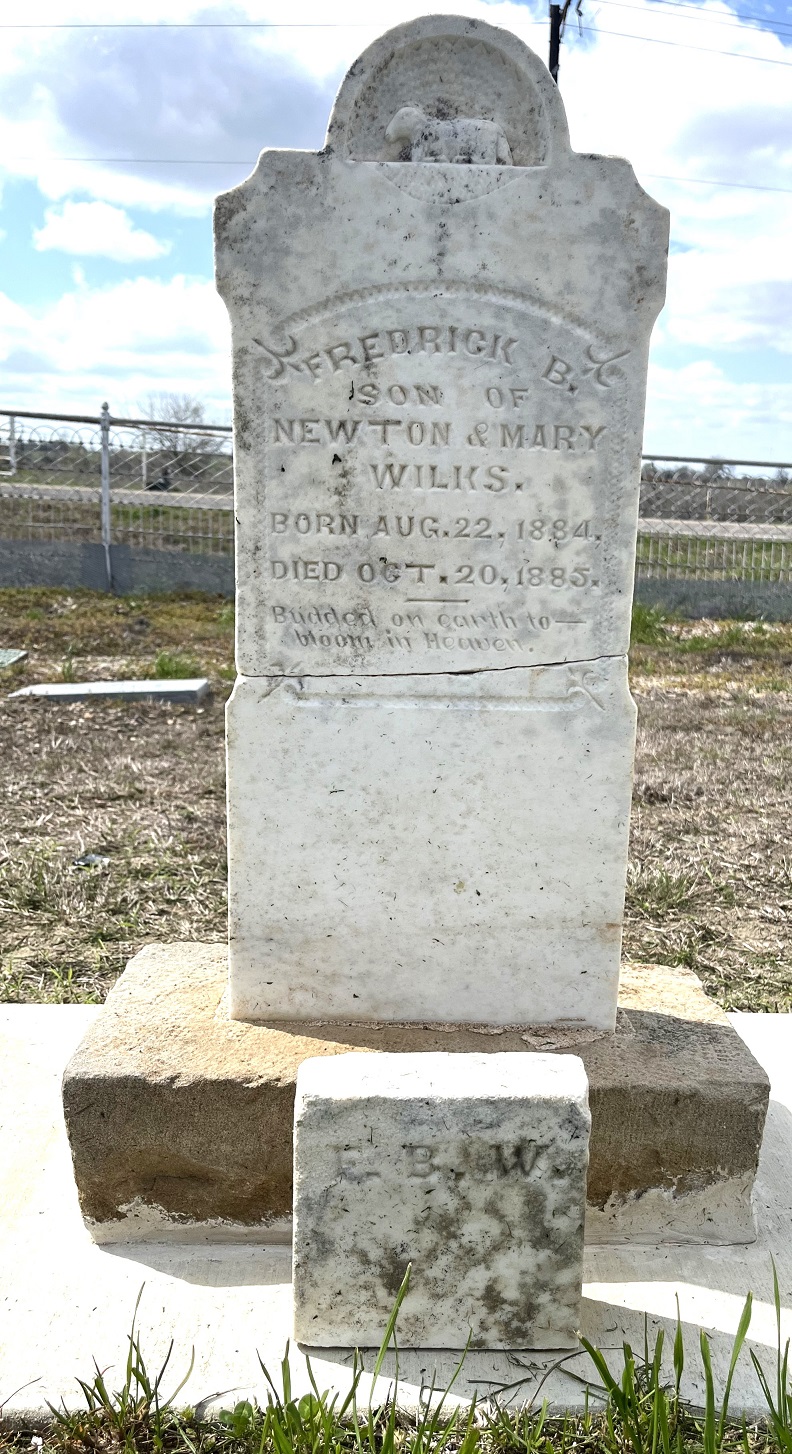 FREDRICK B.
SON OF
NEWTON & MARY
WILKS.
BORN AUG. 22, 1884.
DIED OCT. 20, 1885.
Budded on earth to—
bloom in Heaven.
F. B. W.